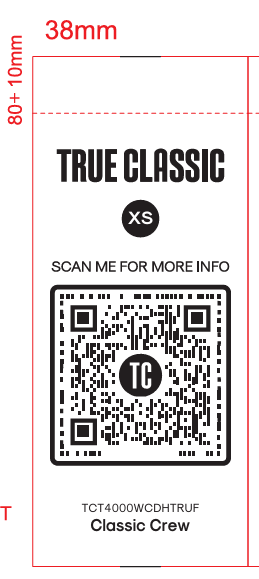 38mm
80+ 10mm
TRUE CLASSIC
XS
SCAN ME FOR MORE INFO
TC
T
TCT4000WCDHTRUF
Classic Crew